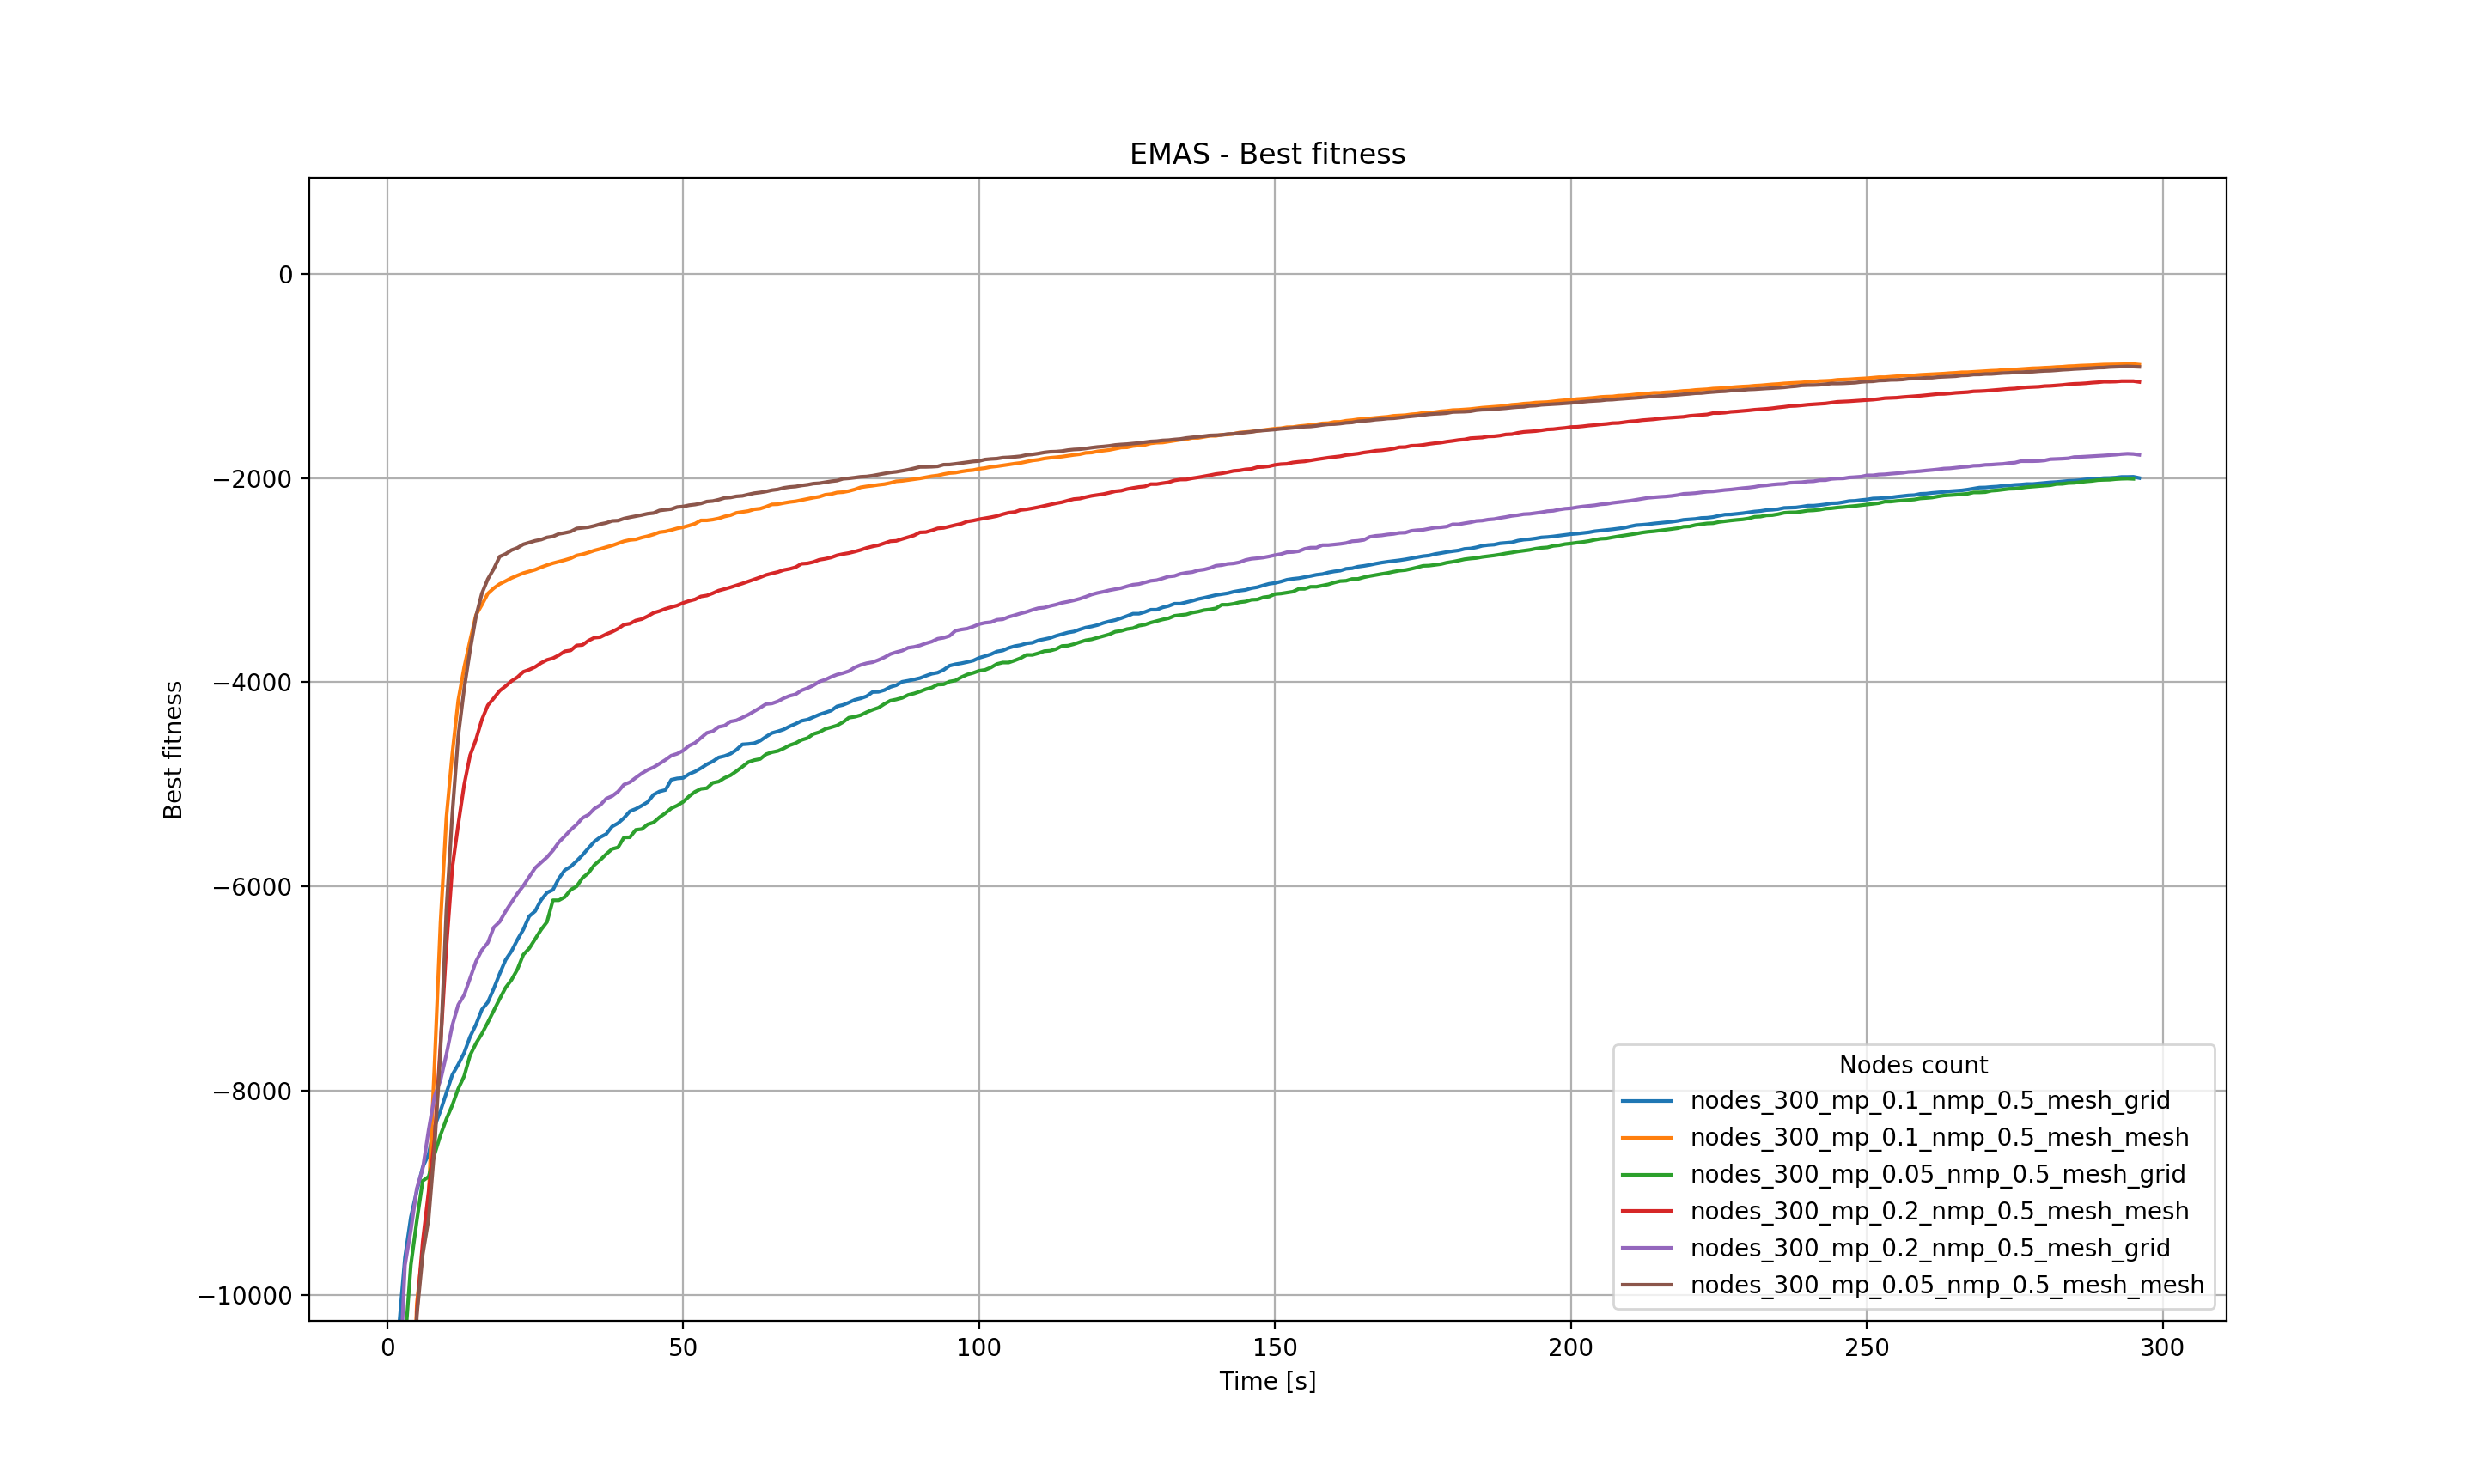 EMAS - Best fitness
Best fitness
0
−2000
−4000
−6000
−8000
−10000
0 50 100 150 200 250 300
Time [s]
Nodes count
nodes_300_mp_0.1_nmp_0.5_mesh_grid
nodes_300_mp_0.1_nmp_0.5_mesh_mesh
nodes_300_mp_0.05_nmp_0.5_mesh_grid
nodes_300_mp_0.2_nmp_0.5_mesh_mesh
nodes_300_mp_0.2_nmp_0.5_mesh_grid
nodes_300_mp_0.05_nmp_0.5_mesh_mesh